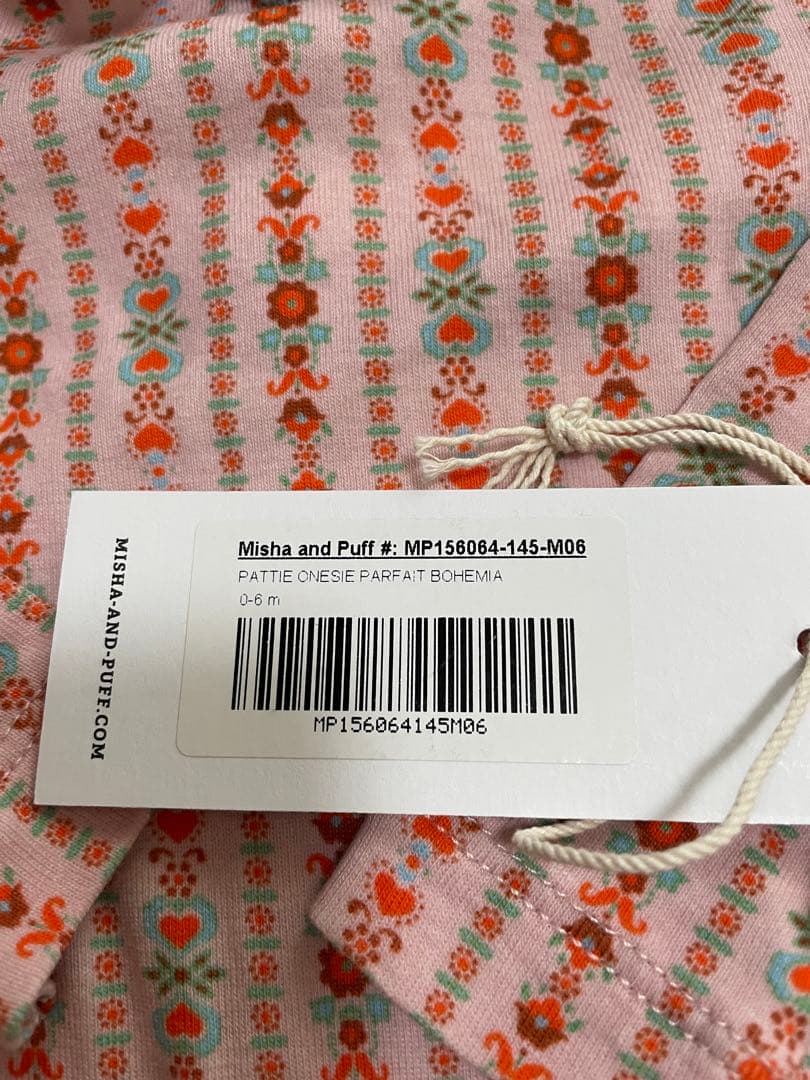 MISHA-AND-PUFF.COM
Misha and Puff #: MP156064-145-M06
PATTIE ONESIE PARFAIT BOHEMIA
0-6 m
MP156064145M06